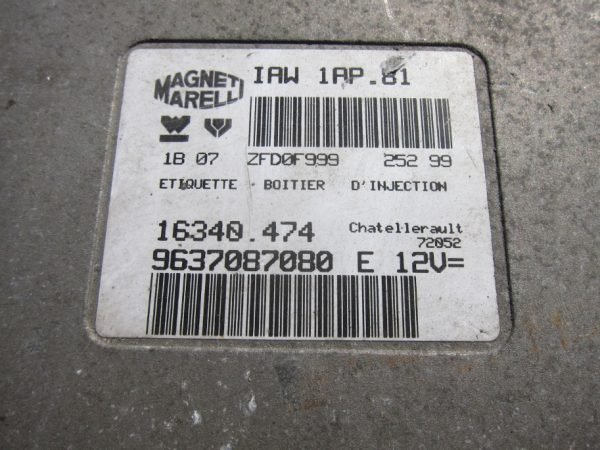 MAGNETI MARELLI
IAW 1AP.81
1B 07 ZFD0F999 252 99
ETIQUETTE BOITIER D'INJECTION
16340.474
Chatellerault
72052
9637087080 E 12V=